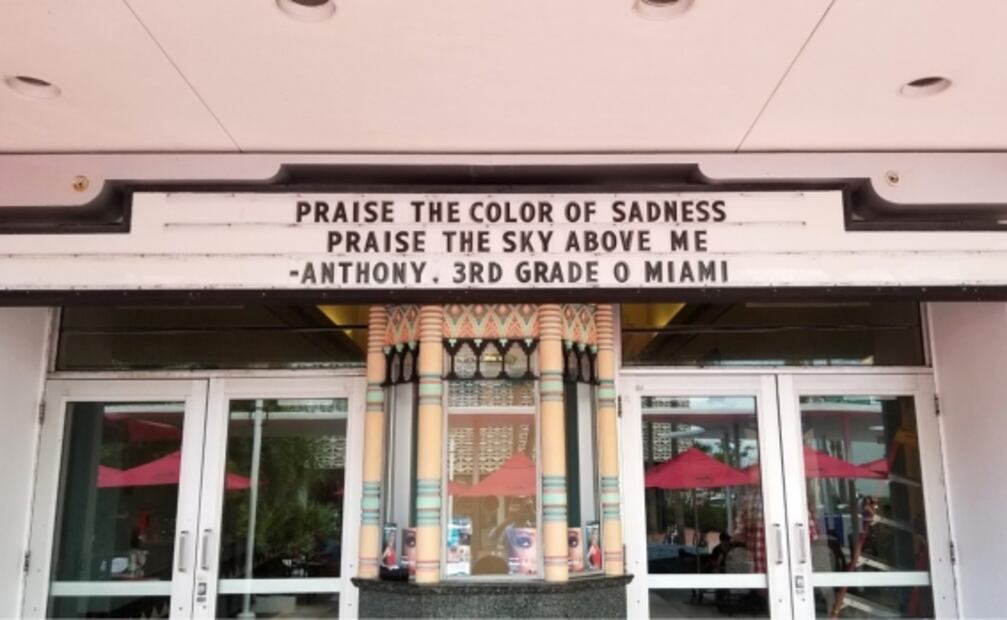 PRAISE THE COLOR OF SADNESS
PRAISE THE SKY ABOVE ME
-ANTHONY. 3RD GRADE O MIAMI